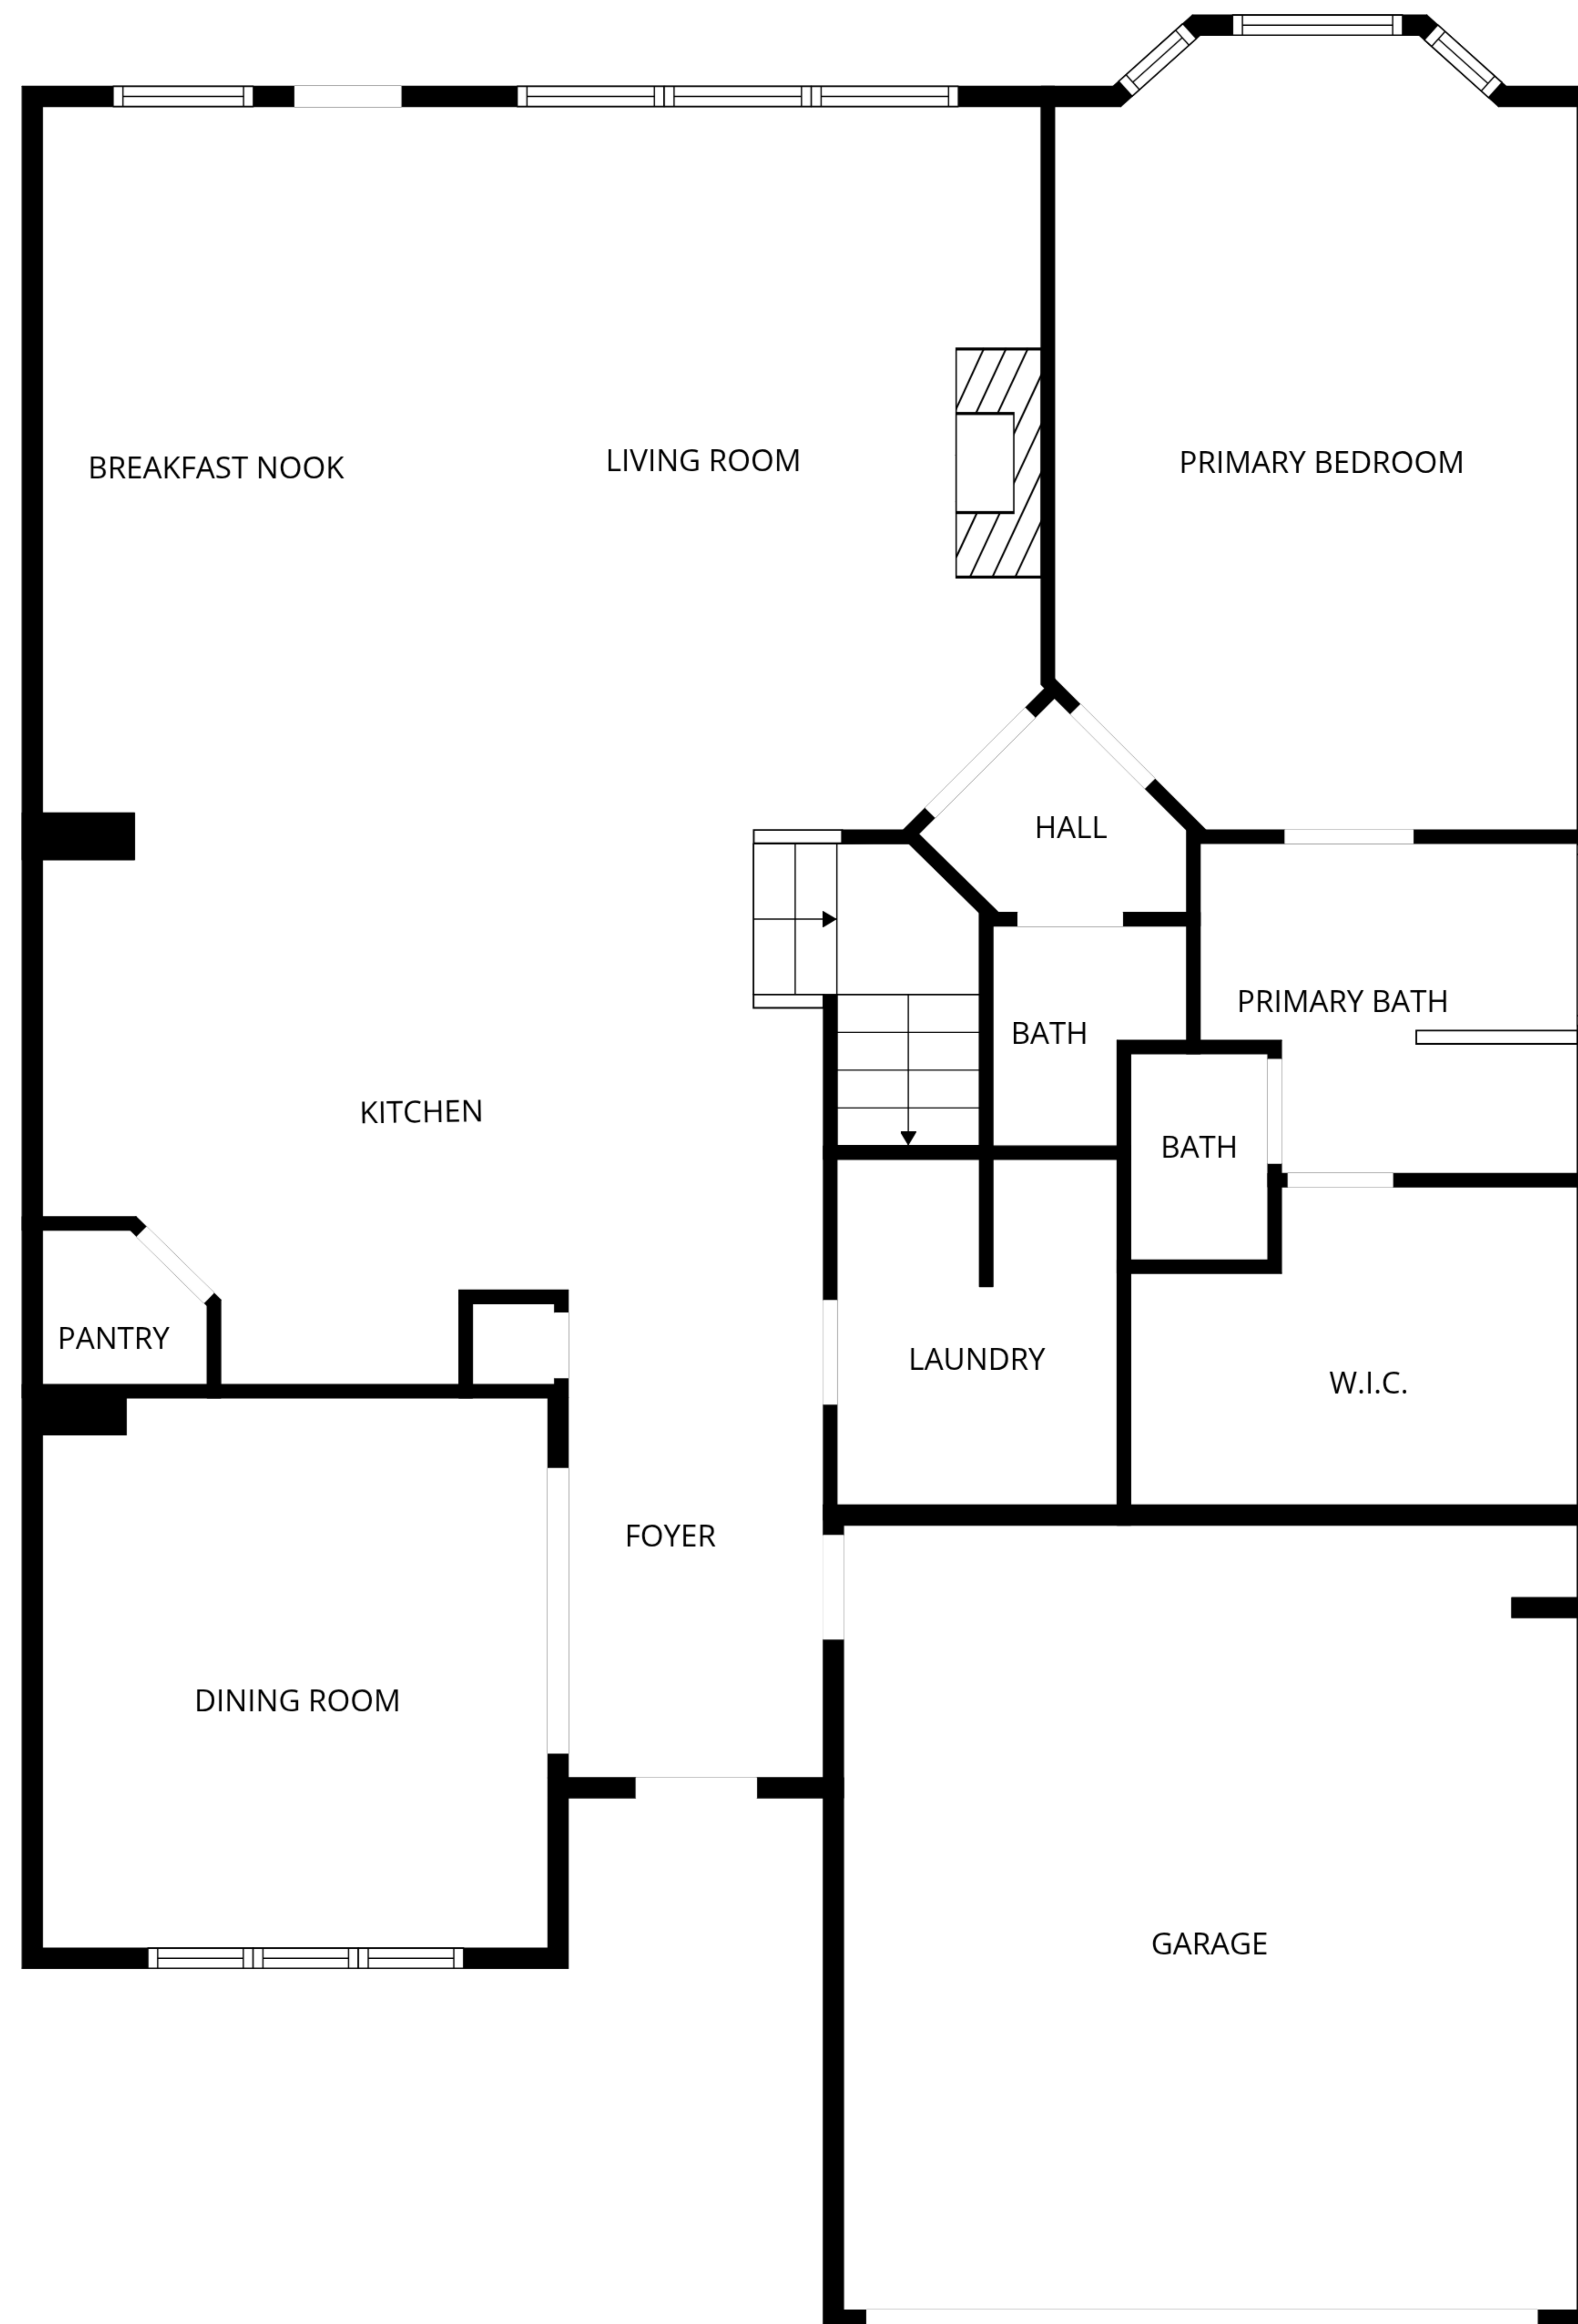 BREAKFAST NOOK
LIVING ROOM
PRIMARY BEDROOM
HALL
PRIMARY BATH
BATH
KITCHEN
BATH
PANTRY
LAUNDRY
W.I.C.
FOYER
DINING ROOM
GARAGE